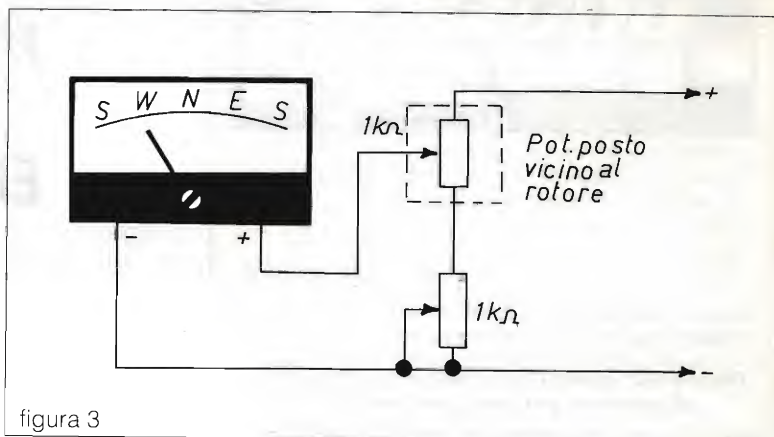 S W N E S
- +
1kΩ
+
Pot. posto
vicino al
rotore
1kΩ
-
figura 3